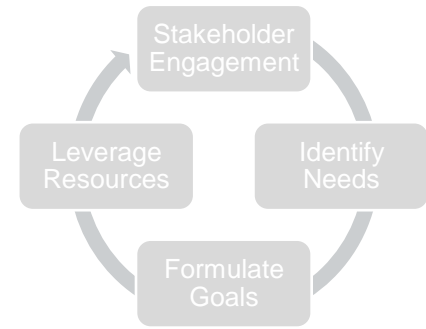 Stakeholder
Engagement
Identify
Needs
Formulate
Goals
Leverage
Resources